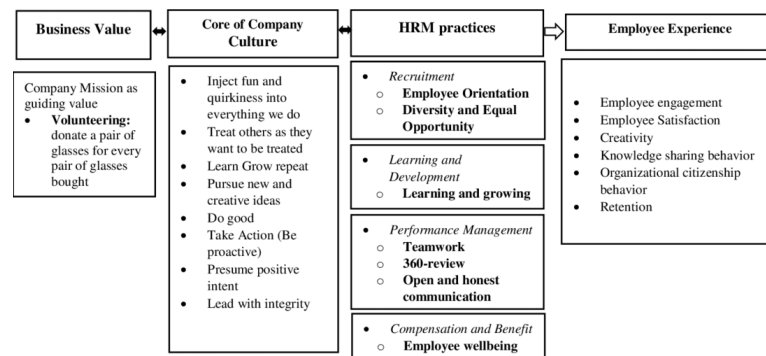 Business Value
Company Mission as
guiding value
• Volunteering:
donate a pair of
glasses for every
pair of glasses
bought
Core of Company
Culture
• Inject fun and
quirkiness into
everything we do
• Treat others as they
want to be treated
• Learn Grow repeat
• Pursue new and
creative ideas
• Do good
• Take Action (Be
proactive)
• Presume positive
intent
• Lead with integrity
HRM practices
• Recruitment
o Employee Orientation
o Diversity and Equal
Opportunity
• Learning and
Development
o Learning and growing
• Performance Management
o Teamwork
o 360-review
o Open and honest
communication
• Compensation and Benefit
o Employee wellbeing
Employee Experience
• Employee engagement
• Employee Satisfaction
• Creativity
• Knowledge sharing behavior
• Organizational citizenship
behavior
• Retention